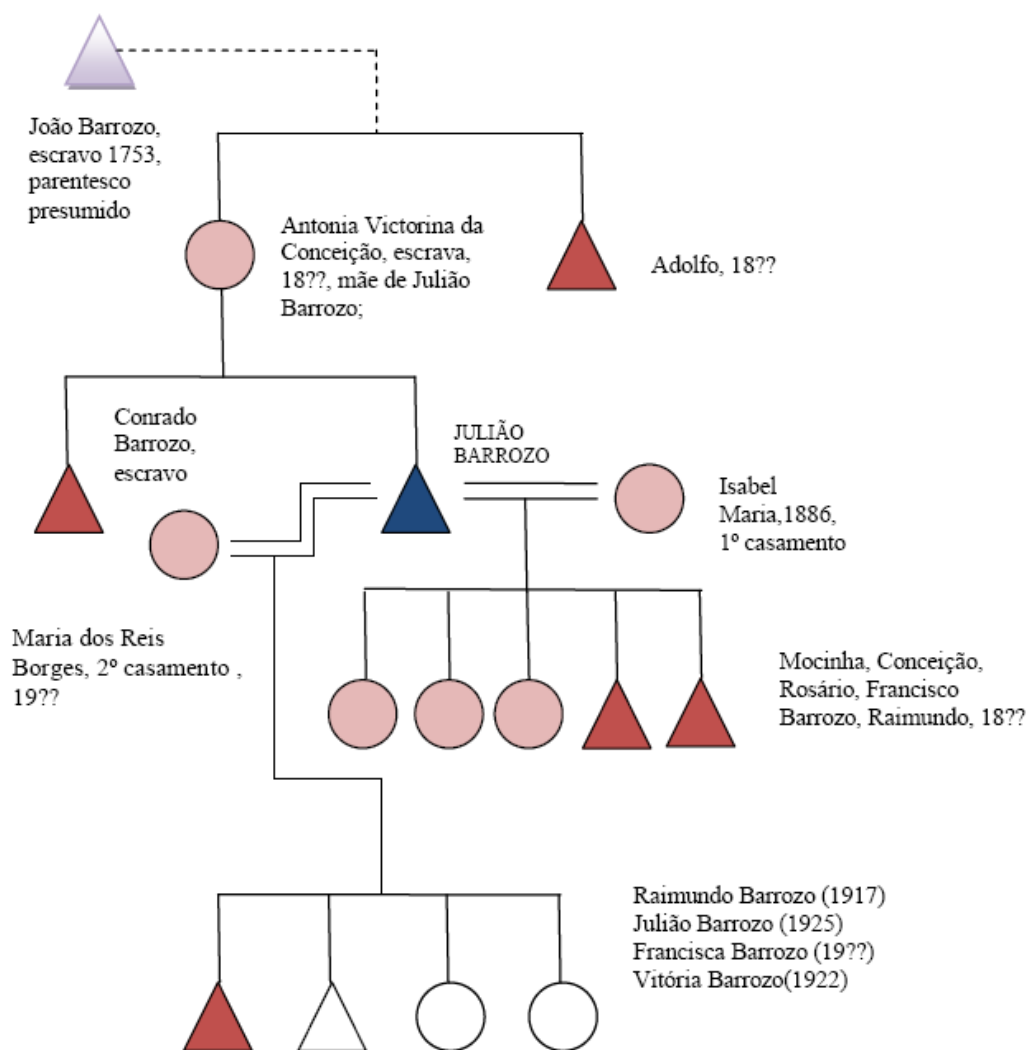 João Barrozo,
escravo 1753,
parentesco
presumido
Antonia Victorina da
Conceição, escrava,
18??, mãe de Julião
Barrozo;
Adolfo, 18??
Conrado
Barrozo,
escravo
JULIÃO
BARROZO
Isabel
Maria,1886,
1º casamento
Maria dos Reis
Borges, 2º casamento ,
19??
Mocinha, Conceição,
Rosário, Francisco
Barrozo, Raimundo, 18??
Raimundo Barrozo (1917)
Julião Barrozo (1925)
Francisca Barrozo (19??)
Vitória Barrozo(1922)